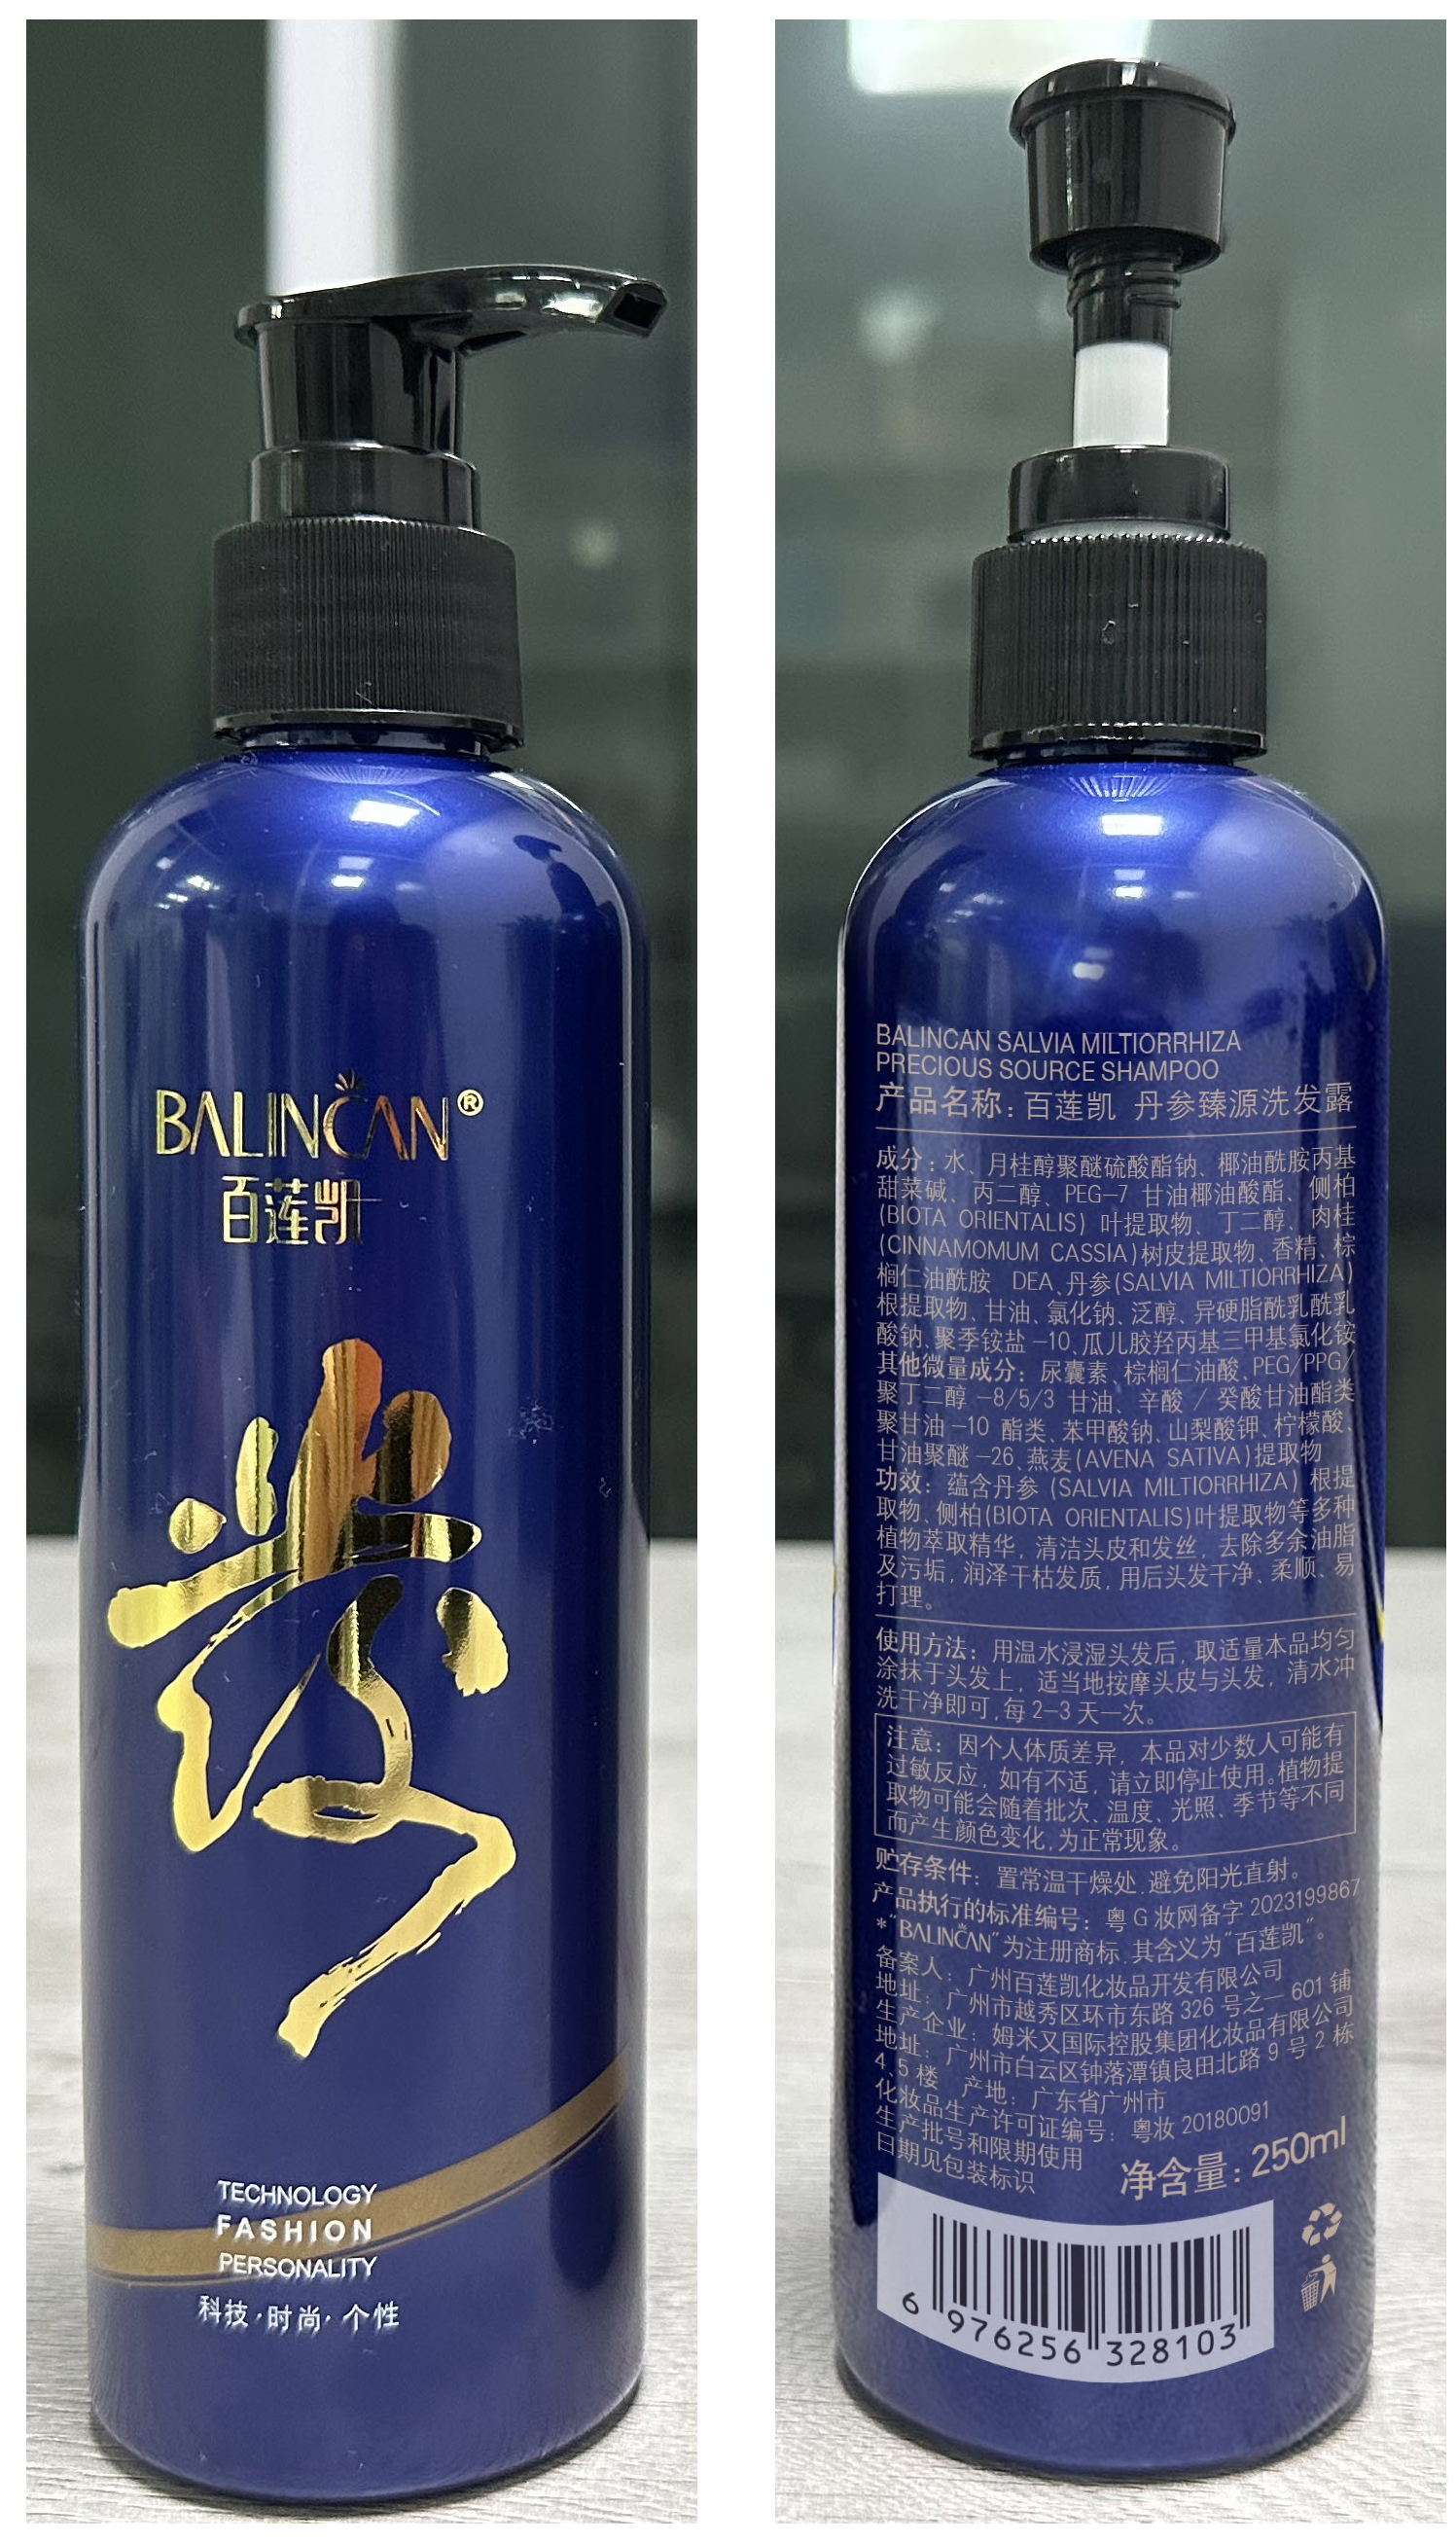 BALINCAN®
百莲凯
发
TECHNOLOGY
FASHION
PERSONALITY
科技·时尚·个性
BALINCAN SALVIA MILTIORRHIZA
PRECIOUS SOURCE SHAMPOO
产品名称：百莲凯 丹参臻源洗发露
成分：水、月桂醇聚醚硫酸酯钠、椰油酰胺丙基
甜菜碱、丙二醇、PEG-7 甘油椰油酸酯、侧柏
(BIOTA ORIENTALIS) 叶提取物、丁二醇、肉桂
(CINNAMOMUM CASSIA)树皮提取物、香精、棕
榈仁油酰胺 DEA、丹参(SALVIA MILTIORRHIZA)
根提取物、甘油、氯化钠、泛醇、异硬脂酰乳酰乳
酸钠、聚季铵盐-10、瓜儿胶羟丙基三甲基氯化铵
其他微量成分：尿囊素、棕榈仁油酸、PEG/PPG/
聚丁二醇-8/5/3 甘油、辛酸/癸酸甘油酯类
聚甘油-10 酯类、苯甲酸钠、山梨酸钾、柠檬酸、
甘油聚醚-26、燕麦(AVENA SATIVA)提取物
功效：蕴含丹参 (SALVIA MILTIORRHIZA) 根提
取物、侧柏(BIOTA ORIENTALIS)叶提取物等多种
植物萃取精华，清洁头皮和发丝，去除多余油脂
及污垢，润泽干枯发质，用后头发干净、柔顺、易
打理。
使用方法：用温水浸湿头发后，取适量本品均匀
涂抹于头发上，适当地按摩头皮与头发，清水冲
洗干净即可，每2-3天一次。
注意：因个人体质差异，本品对少数人可能有
过敏反应，如有不适，请立即停止使用。植物提
取物可能会随着批次、温度、光照、季节等不同
而产生颜色变化，为正常现象。
贮存条件：置常温干燥处，避免阳光直射。
产品执行的标准编号：粤G妆网备字2023199867
*“BALINCAN”为注册商标，其含义为“百莲凯”。
备案人：广州百莲凯化妆品开发有限公司
地址：广州市越秀区环市东路326号之一601铺
生产企业：姆米又国际控股集团化妆品有限公司
地址：广州市白云区钟落潭镇良田北路9号2栋
4、5楼 产地：广东省广州市
化妆品生产许可证编号：粤妆20180091
生产批号和限期使用
日期见包装标识
净含量：250ml
6 976256 328103